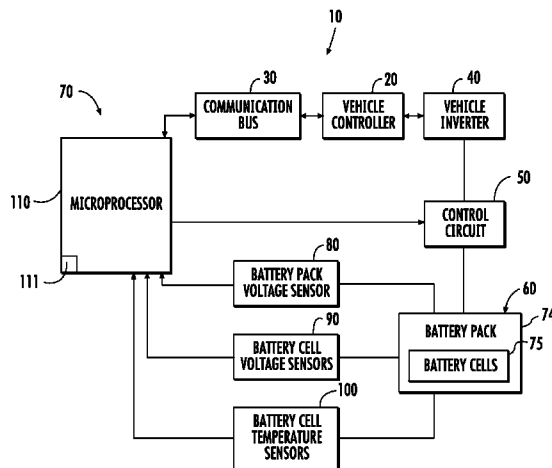 10
70
30
20
40
COMMUNICATION
BUS
VEHICLE
CONTROLLER
VEHICLE
INVERTER
110
MICROPROCESSOR
50
CONTROL
CIRCUIT
111
80
BATTERY PACK
VOLTAGE SENSOR
60
74
BATTERY PACK
75
BATTERY CELLS
90
BATTERY CELL
VOLTAGE SENSORS
100
BATTERY CELL
TEMPERATURE
SENSORS